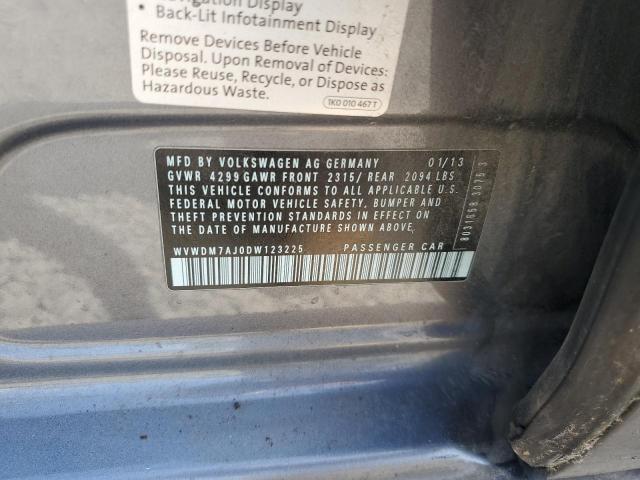 Display
• Back-Lit Infotainment Display
Remove Devices Before Vehicle
Disposal. Upon Removal of Devices:
Please Reuse, Recycle, or Dispose as
Hazardous Waste.
1K0 010 467 T
MFD BY VOLKSWAGEN AG GERMANY 01/13
GVWR 4299 GAWR FRONT 2315/ REAR 2094 LBS
THIS VEHICLE CONFORMS TO ALL APPLICABLE U.S.
FEDERAL MOTOR VEHICLE SAFETY, BUMPER AND
THEFT PREVENTION STANDARDS IN EFFECT ON
THE DATE OF MANUFACTURE SHOWN ABOVE.
WVWDM7AJ0DW123225 PASSENGER CAR